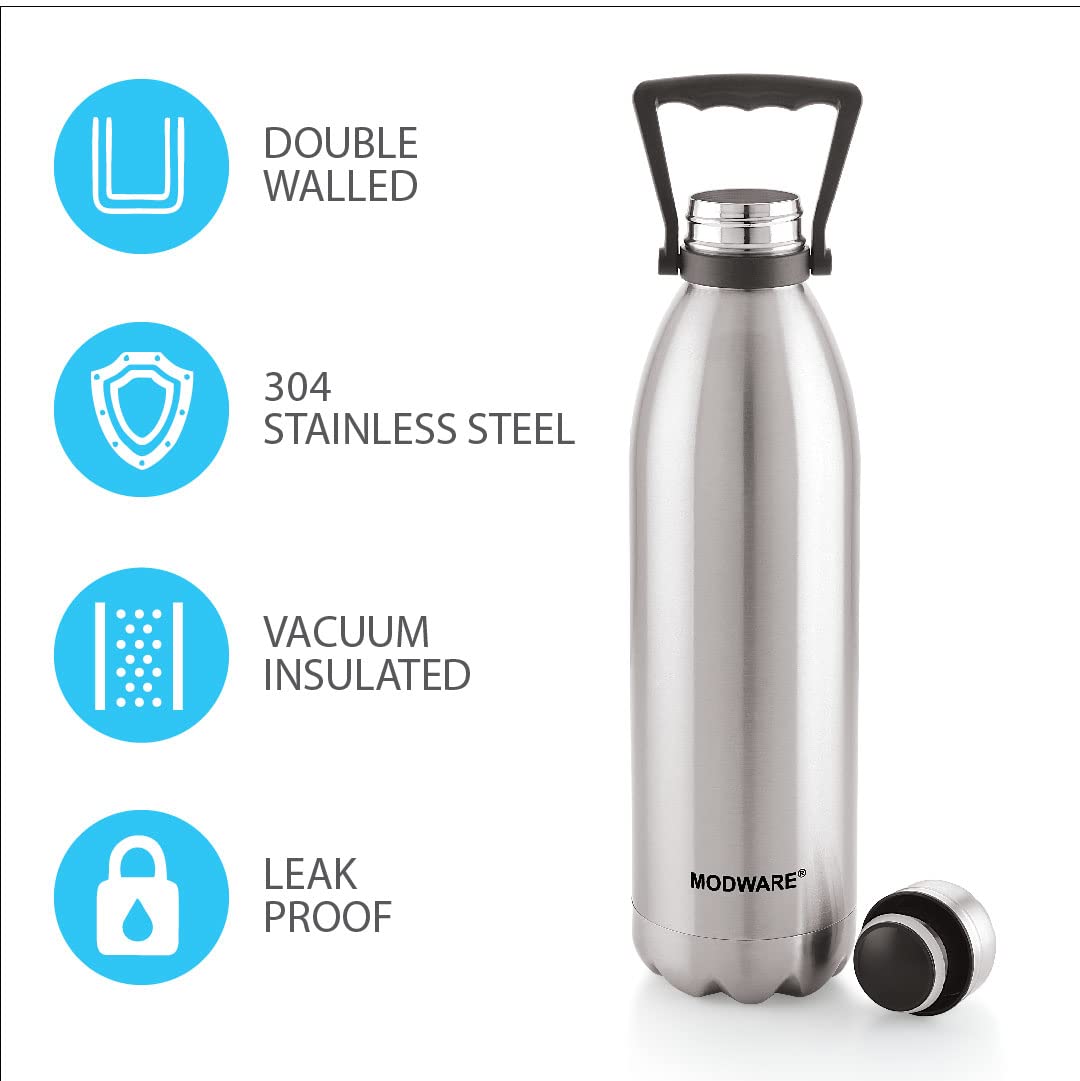 DOUBLE
WALLED
304
STAINLESS STEEL
VACUUM
INSULATED
LEAK
PROOF
MODWARE®